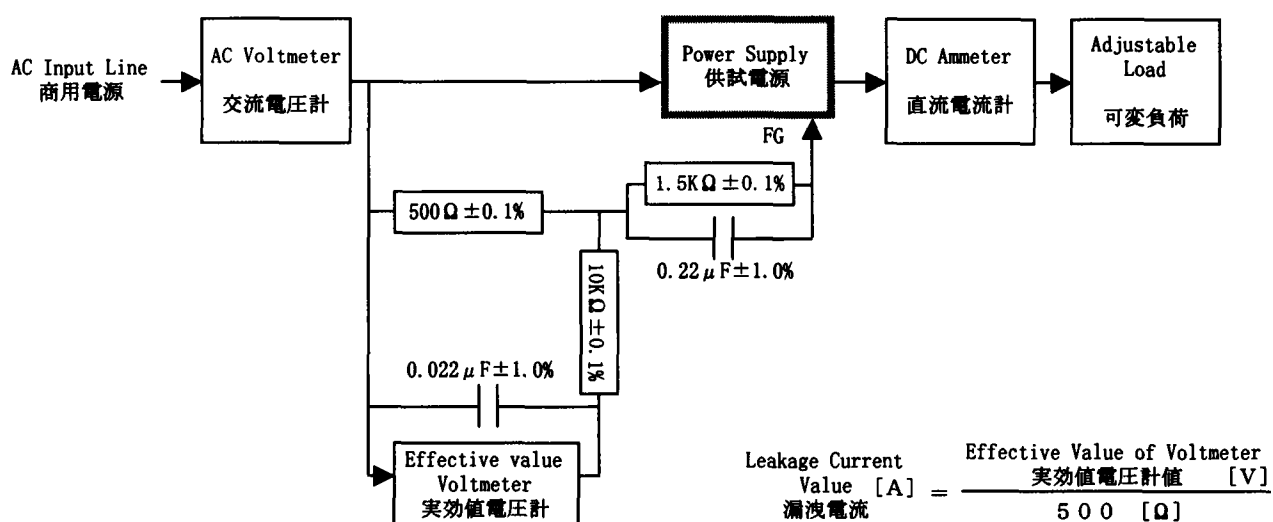 AC Input Line
商用電源
AC Voltmeter
交流電圧計
Power Supply
供試電源
DC Ammeter
直流電流計
Adjustable
Load
可変負荷
FG
1.5KΩ±0.1%
500Ω±0.1%
0.22μF±1.0%
10KΩ±0.1%
0.022μF±1.0%
Effective value
Voltmeter
実効値電圧計
Leakage Current
Value [A] =
漏洩電流
Effective Value of Voltmeter
実効値電圧計値 [V]
500 [Ω]